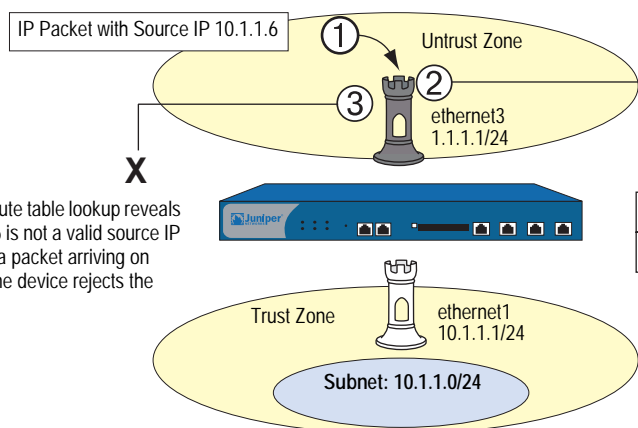 IP Packet with Source IP 10.1.1.6
1
Untrust Zone
2
3
ethernet3
1.1.1.1/24
X
ute table lookup reveals
is not a valid source IP
a packet arriving on
ne device rejects the
Juniper
NETWORKS
Trust Zone
ethernet1
10.1.1.1/24
Subnet: 10.1.1.0/24